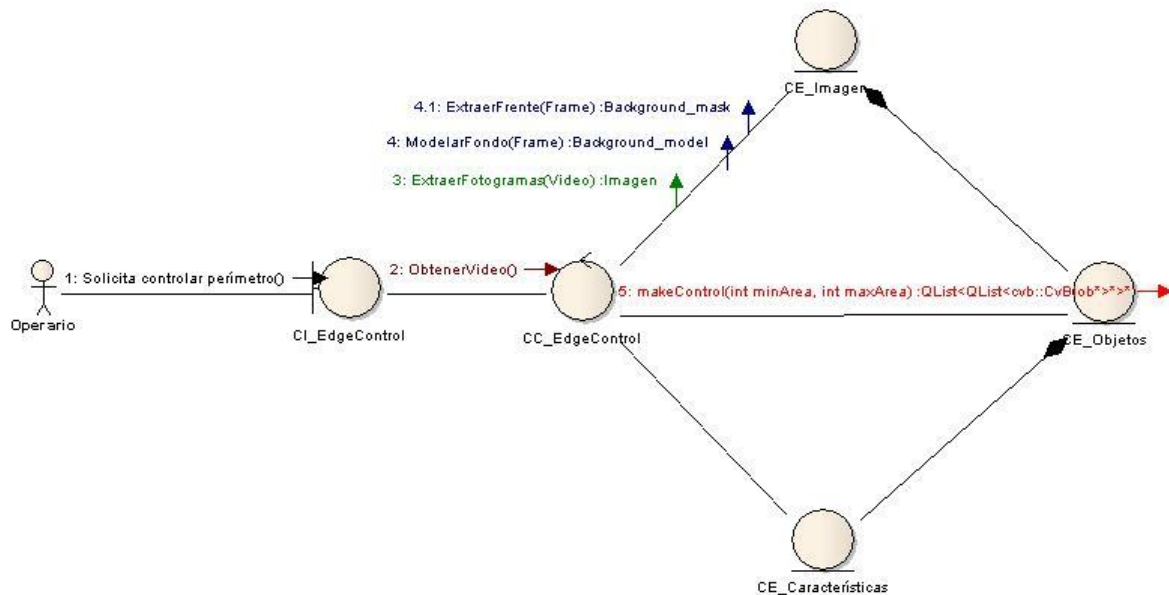 CE_Imagen
4.1: ExtraerFrente(Frame) :Background_mask
4: ModelarFondo(Frame) :Background_model
3: ExtraerFotogramas(Video) :Imagen
1: Solicita controlar perímetro()
2: ObtenerVideo()
5: makeControl(int minArea, int maxArea) :QList<QList<cvb::CvBlob*>*>*
Operario
CI_EdgeControl
CC_EdgeControl
CE_Objetos
CE_Características